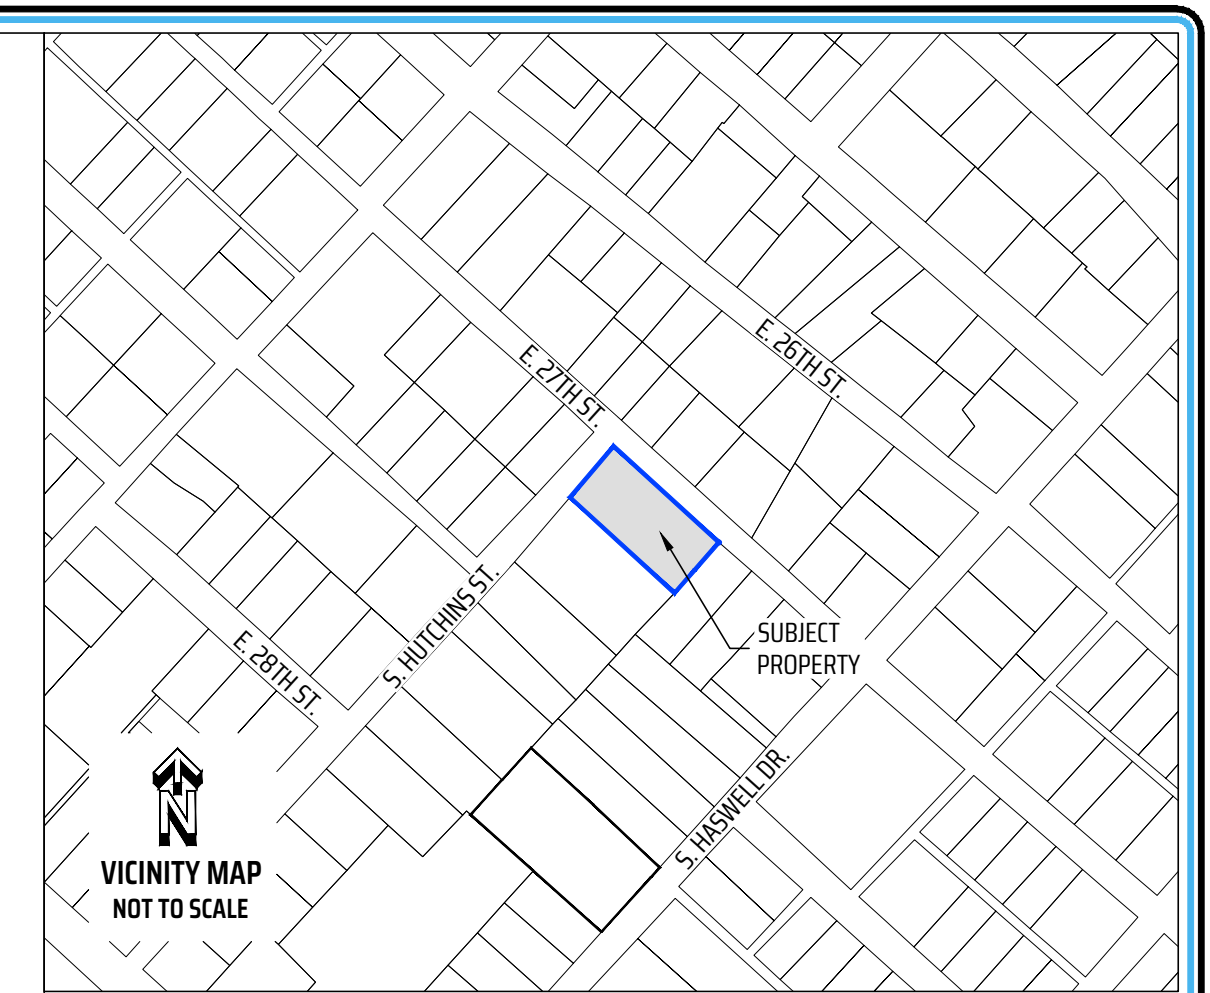 E. 26TH ST.
E. 27TH ST.
S. HUTCHINS ST.
E. 28TH ST.
SUBJECT
PROPERTY
S. HASWELL DR.
N
VICINITY MAP
NOT TO SCALE